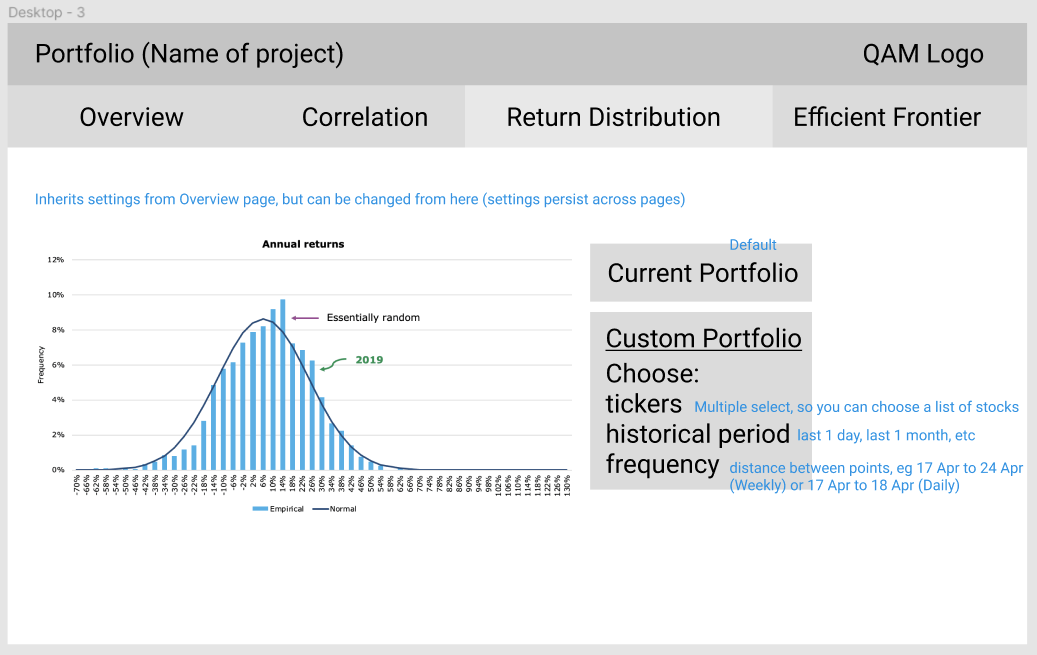 Desktop - 3
Portfolio (Name of project)
QAM Logo
Overview
Correlation
Return Distribution
Efficient Frontier
Inherits settings from Overview page, but can be changed from here (settings persist across pages)
Annual returns
12%
10%
8%
6%
4%
2%
0%
Frequency
Essentially random
2019
-70%
-66%
-62%
-58%
-54%
-50%
-46%
-42%
-38%
-34%
-30%
-26%
-22%
-18%
-14%
-10%
-6%
-2%
2%
6%
10%
14%
18%
22%
26%
30%
34%
38%
42%
46%
50%
54%
58%
62%
66%
70%
74%
78%
82%
86%
90%
94%
98%
102%
106%
110%
114%
118%
122%
126%
130%
Empirical
Normal
Default
Current Portfolio
Custom Portfolio
Choose:
tickers Multiple select, so you can choose a list of stocks
historical period last 1 day, last 1 month, etc
frequency distance between points, eg 17 Apr to 24 Apr
(Weekly) or 17 Apr to 18 Apr (Daily)